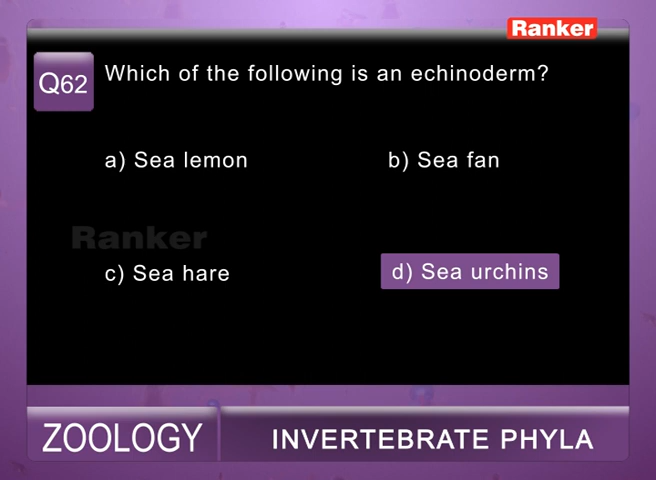 Ranker
Q62 Which of the following is an echinoderm?
a) Sea lemon b) Sea fan
Ranker
c) Sea hare d) Sea urchins
ZOOLOGY INVERTEBRATE PHYLA